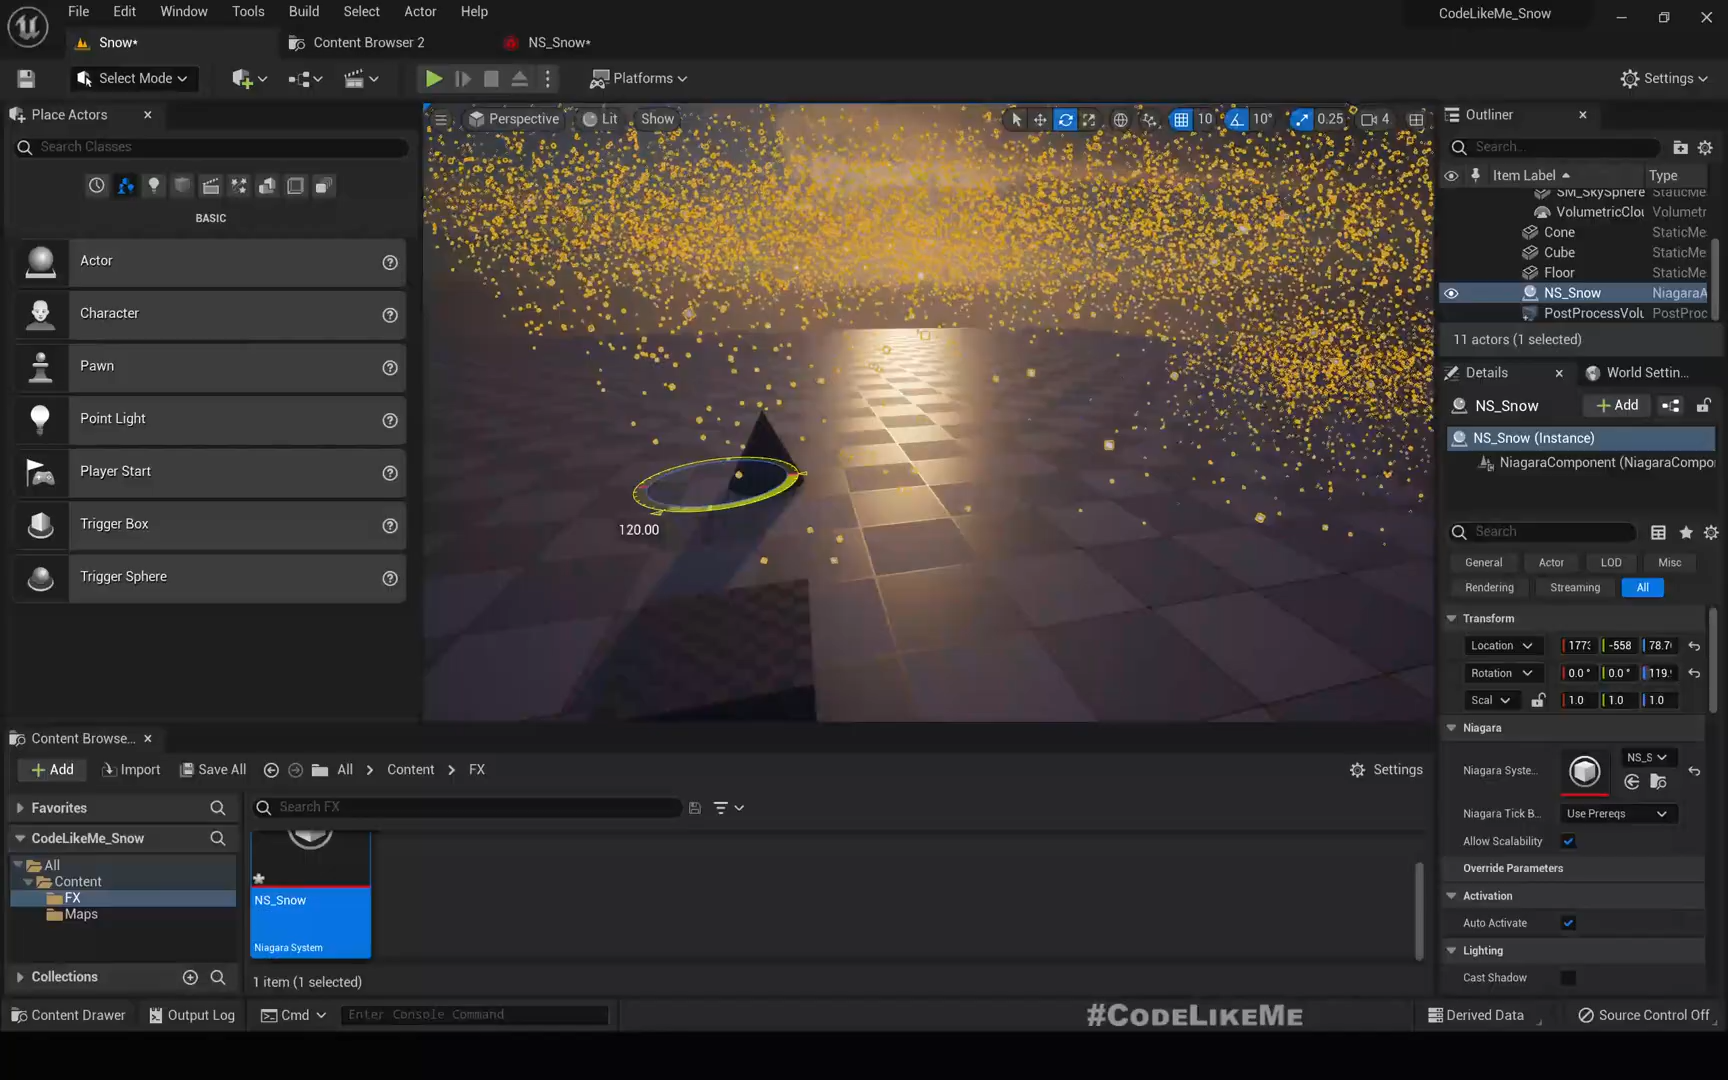 File Edit Window Tools Build Select Actor Help
CodeLikeMe_Snow
Snow*
Content Browser 2
NS_Snow*
Select Mode
Platforms
Settings
Place Actors
Search Classes
BASIC
Actor
Character
Pawn
Point Light
Player Start
Trigger Box
Trigger Sphere
Perspective
Lit
Show
10
10°
0.25
4
120.00
Outliner
Search...
Item Label
Type
SM_SkySphere StaticMe
VolumetricClou Volumetr
Cone StaticMe
Cube StaticMe
Floor StaticMe
NS_Snow NiagaraA
PostProcessVolu PostProc
11 actors (1 selected)
Details
World Settin...
NS_Snow
Add
NS_Snow (Instance)
NiagaraComponent (NiagaraCompo
Search
General Actor LOD Misc
Rendering Streaming All
Transform
Location 1773 -558 78.7
Rotation 0.0° 0.0° 119.
Scal 1.0 1.0 1.0
Niagara
Niagara Syste... NS_S
Niagara Tick B... Use Prereqs
Allow Scalability
Override Parameters
Activation
Auto Activate
Lighting
Cast Shadow
Content Browse...
Add
Import
Save All
All
Content
FX
Settings
Favorites
CodeLikeMe_Snow
All
Content
FX
Maps
Collections
Search FX
NS_Snow
Niagara System
1 item (1 selected)
Content Drawer
Output Log
Cmd
Enter Console Command
#CodeLikeMe
Derived Data
Source Control Off